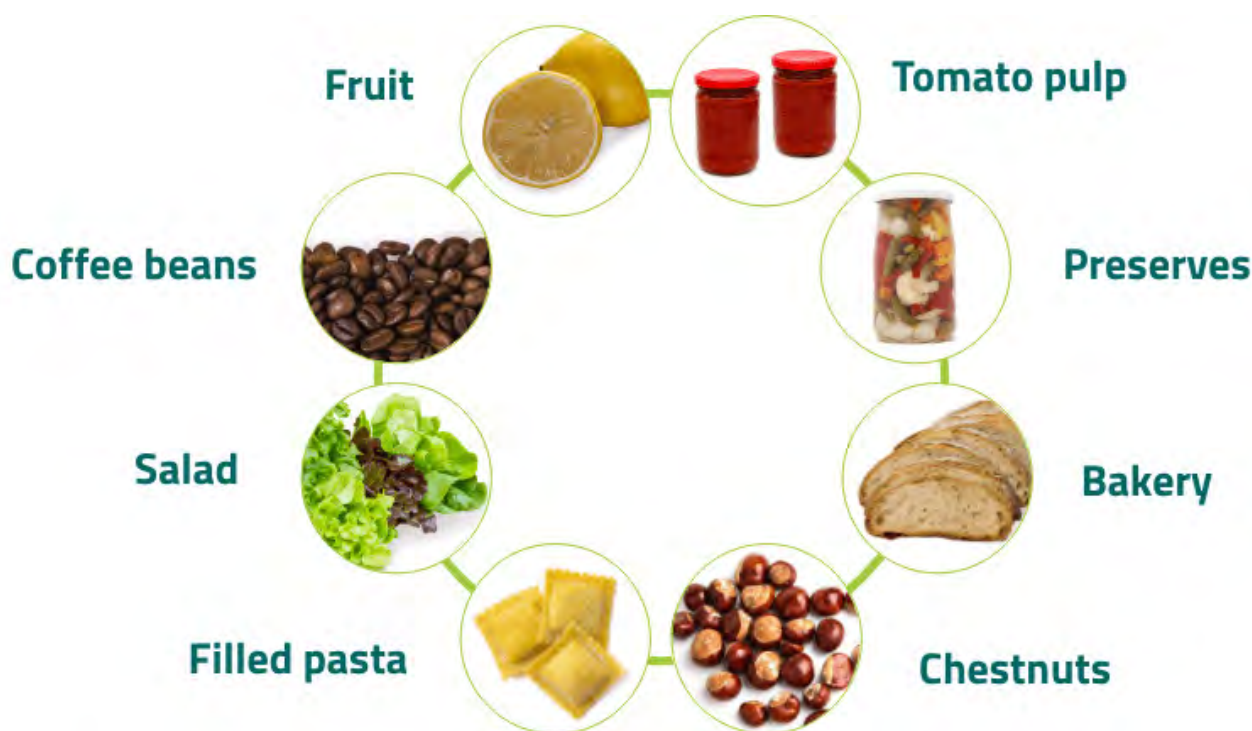 Fruit
Tomato pulp
Coffee beans
Preserves
Salad
Bakery
Filled pasta
Chestnuts